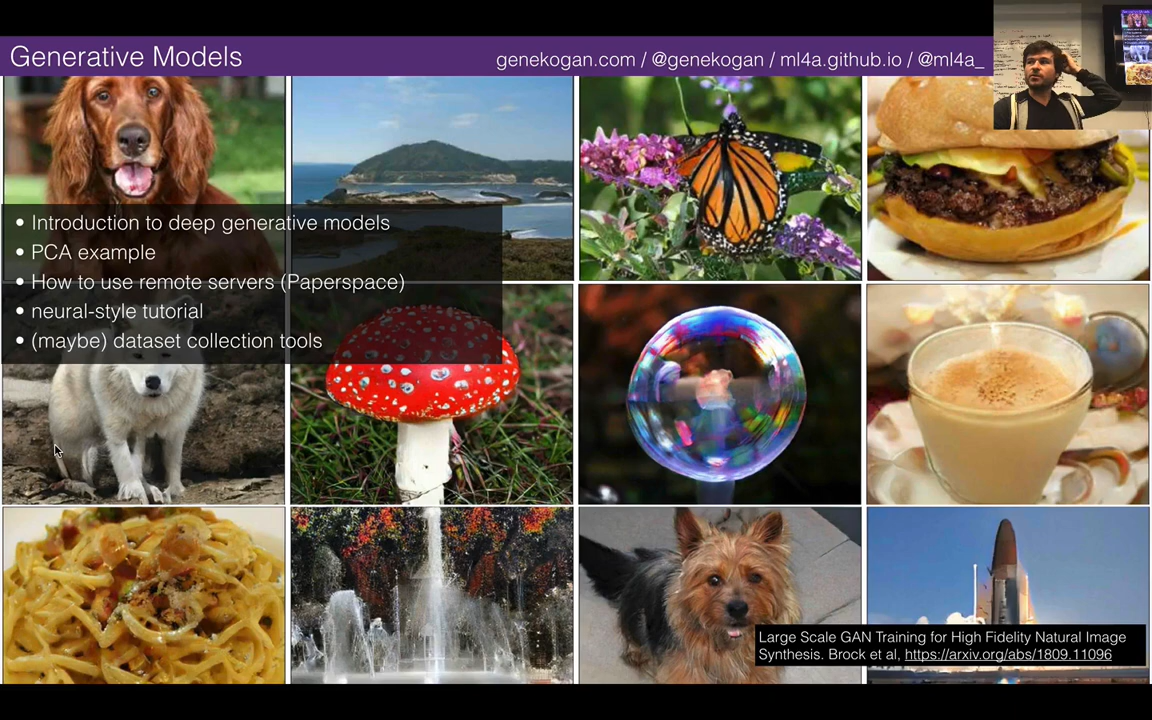 Generative Models
genekogan.com / @genekogan / ml4a.github.io / @ml4a_
• Introduction to deep generative models
• PCA example
• How to use remote servers (Paperspace)
• neural-style tutorial
• (maybe) dataset collection tools
Large Scale GAN Training for High Fidelity Natural Image
Synthesis. Brock et al, https://arxiv.org/abs/1809.11096